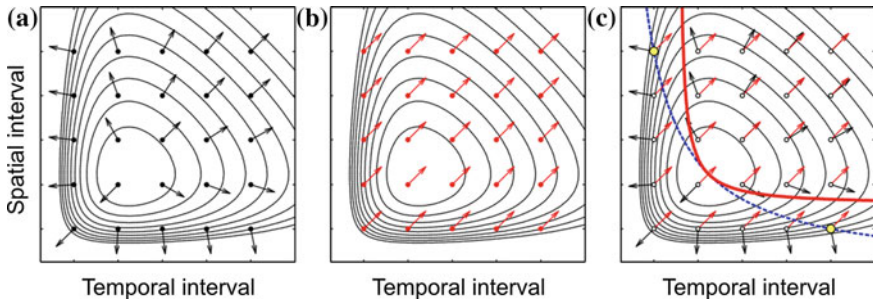 (a)
(b)
(c)
Spatial interval
Temporal interval
Temporal interval
Temporal interval